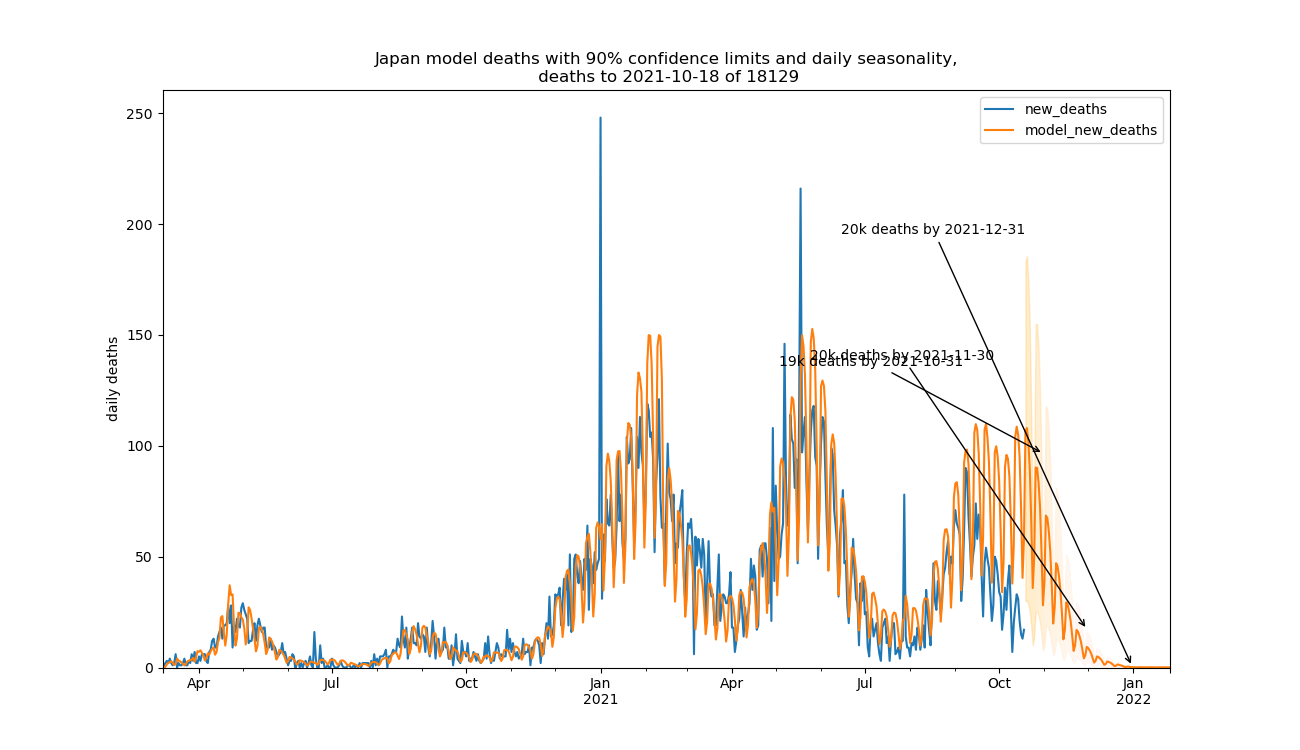 Japan model deaths with 90% confidence limits and daily seasonality,
deaths to 2021-10-18 of 18129
250
new_deaths
model_new_deaths
200
20k deaths by 2021-12-31
150
20k deaths by 2021-11-30
19k deaths by 2021-10-31
daily deaths
100
50
0
Apr Jul Oct Jan Apr Jul Oct Jan
2021 2022